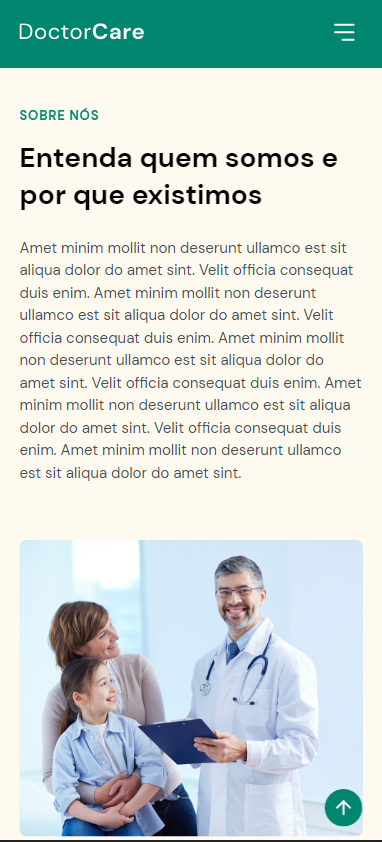 DoctorCare
SOBRE NÓS
Entenda quem somos e
por que existimos
Amet minim mollit non deserunt ullamco est sit
aliqua dolor do amet sint. Velit officia consequat
duis enim. Amet minim mollit non deserunt
ullamco est sit aliqua dolor do amet sint. Velit
officia consequat duis enim. Amet minim mollit
non deserunt ullamco est sit aliqua dolor do
amet sint. Velit officia consequat duis enim. Amet
minim mollit non deserunt ullamco est sit aliqua
dolor do amet sint. Velit officia consequat duis
enim. Amet minim mollit non deserunt ullamco
est sit aliqua dolor do amet sint.